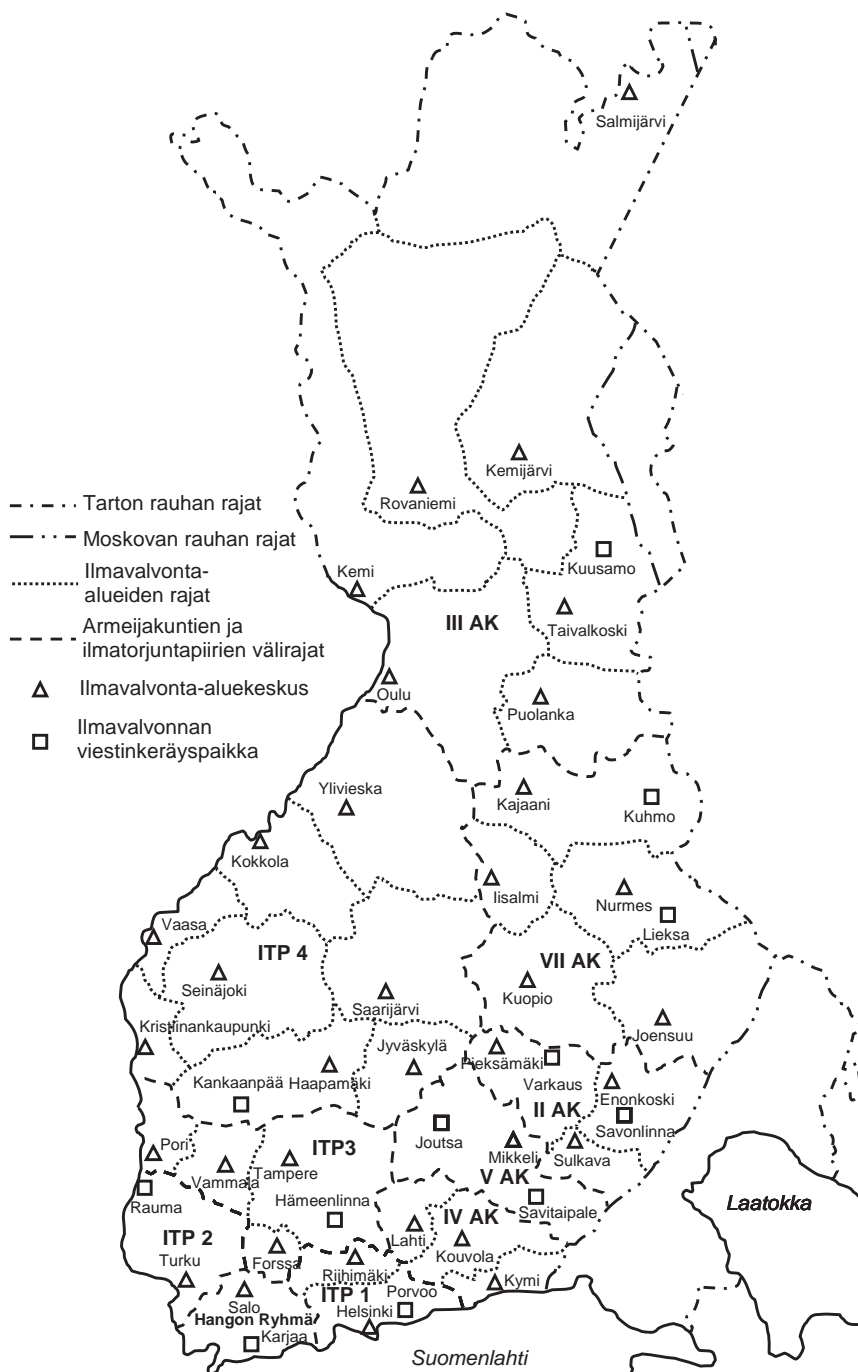 Salmijärvi
Kemijärvi
Rovaniemi
Tarton rauhan rajat
Moskovan rauhan rajat
Ilmavalvonta-
alueiden rajat
Armeijakuntien ja
ilmatorjuntapiirien välirajat
Ilmavalvonta-aluekeskus
Ilmavalvonnan
viestinkeräyspaikka
Kuusamo
Kemi
III AK
Taivalkoski
Oulu
Puolanka
Ylivieska
Kajaani
Kuhmo
Kokkola
Iisalmi
Nurmes
Lieksa
Vaasa
ITP 4
VII AK
Seinäjoki
Kuopio
Saarijärvi
Joensuu
Kristiinankaupunki
Jyväskylä
Pieksämäki
Kankaanpää
Haapamäki
Varkaus
Enonkoski
II AK
Savonlinna
ITP3
Joutsa
Mikkeli
Sulkava
Pori
Vammala
Tampere
V AK
Rauma
Hämeenlinna
Savitaipale
Laatokka
IV AK
ITP 2
Lahti
Kouvola
Forssa
Turku
Riihimäki
Kymi
ITP 1
Porvoo
Salo
Helsinki
Hangon Ryhmä
Karjaa
Suomenlahti